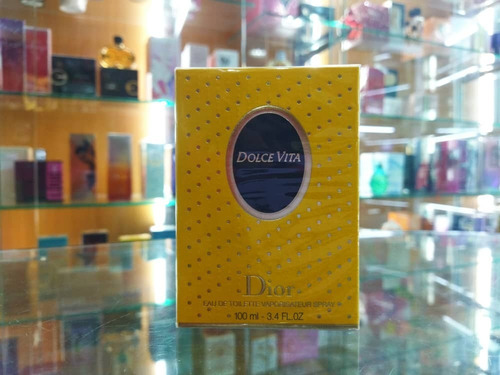 DOLCE VITA
Dior
EAU DE TOILETTE VAPORISATEUR SPRAY
100 ml - 3.4 FL.OZ